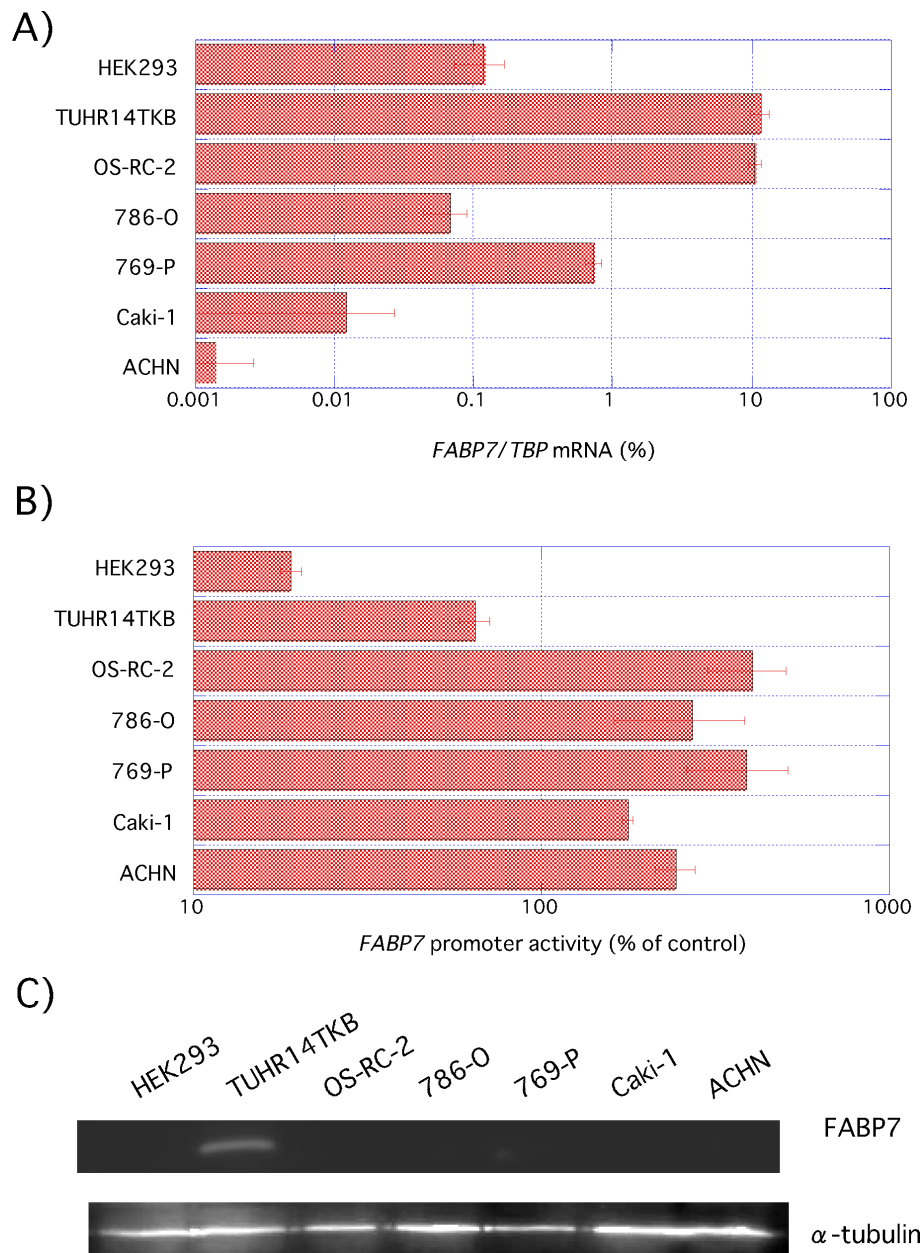 A)
HEK293
TUHR14TKB
OS-RC-2
786-O
769-P
Caki-1
ACHN
0.001 0.01 0.1 1 10 100
FABP7/TBP mRNA (%)
B)
HEK293
TUHR14TKB
OS-RC-2
786-O
769-P
Caki-1
ACHN
10 100 1000
FABP7 promoter activity (% of control)
C)
HEK293 TUHR14TKB OS-RC-2 786-O 769-P Caki-1 ACHN
FABP7
α-tubulin